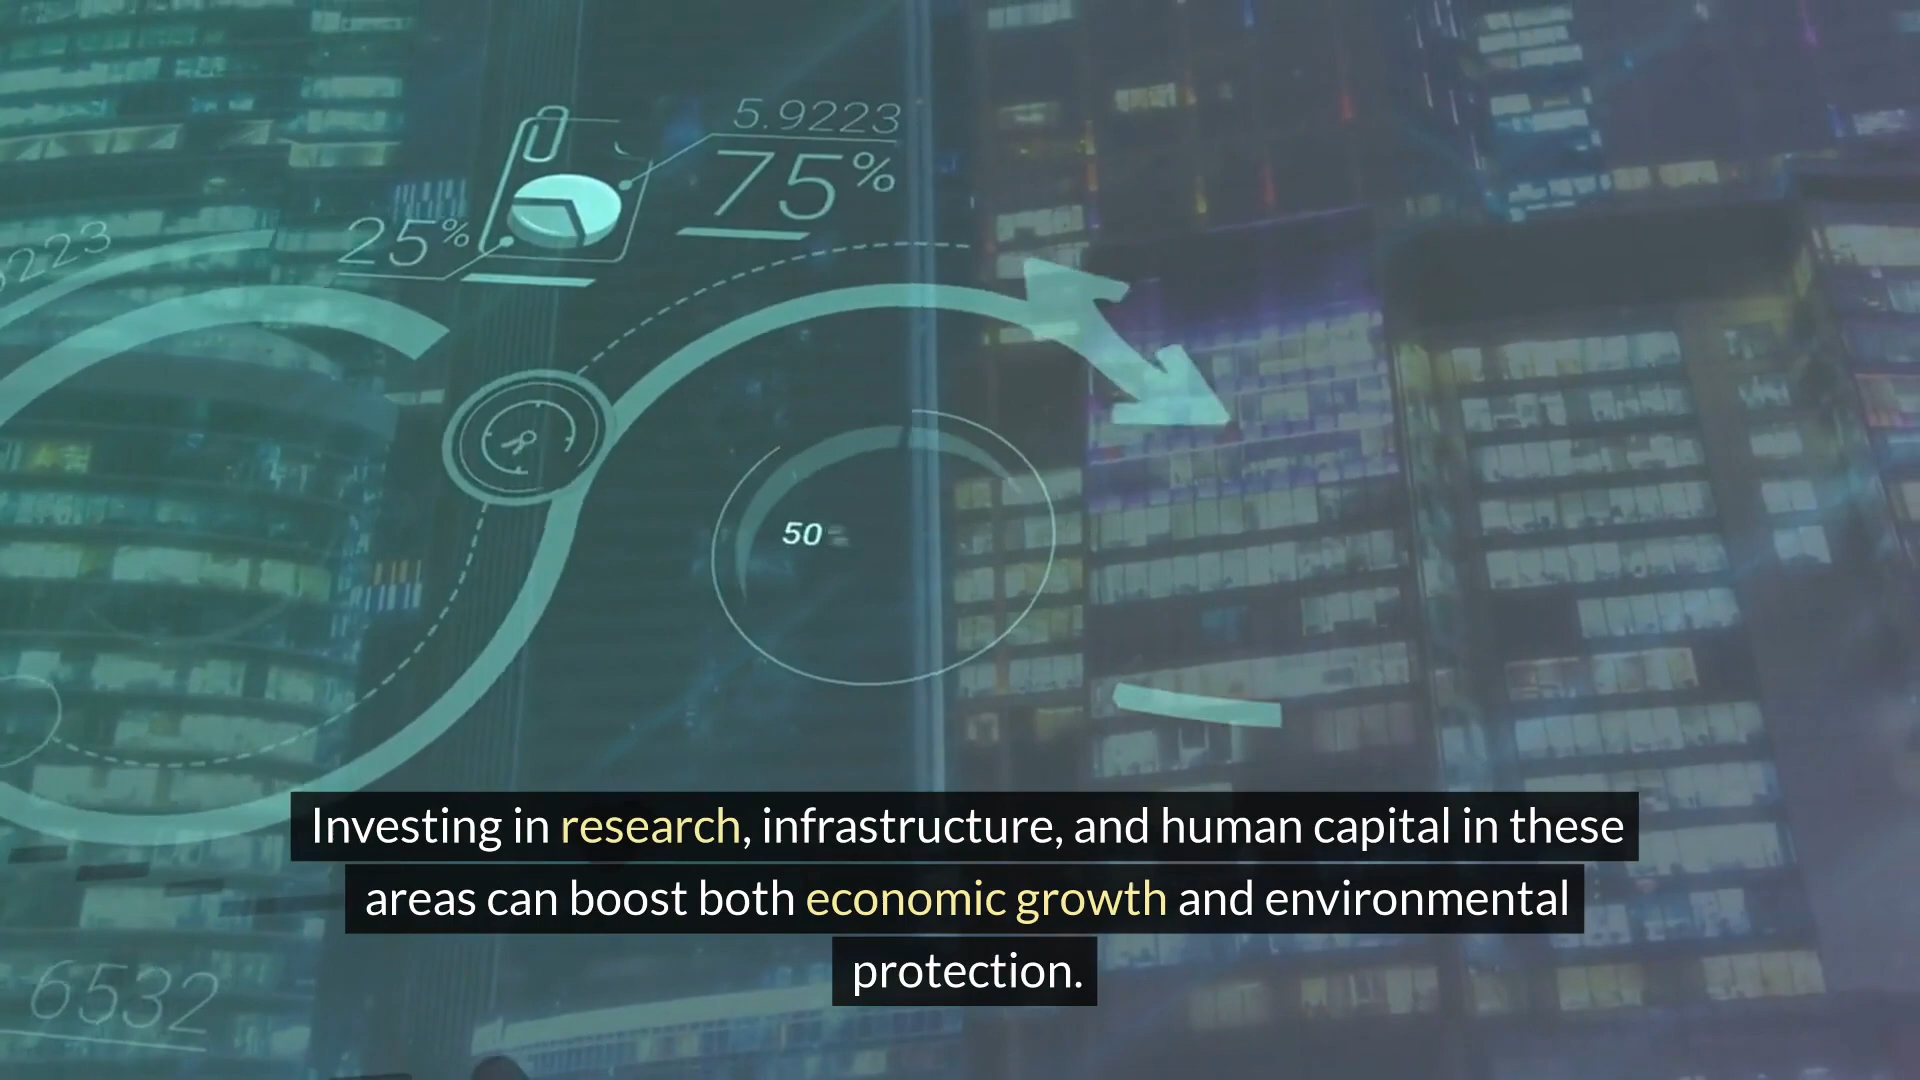 5.9223
75%
25%
50
Investing in research, infrastructure, and human capital in these
areas can boost both economic growth and environmental
protection.
6532